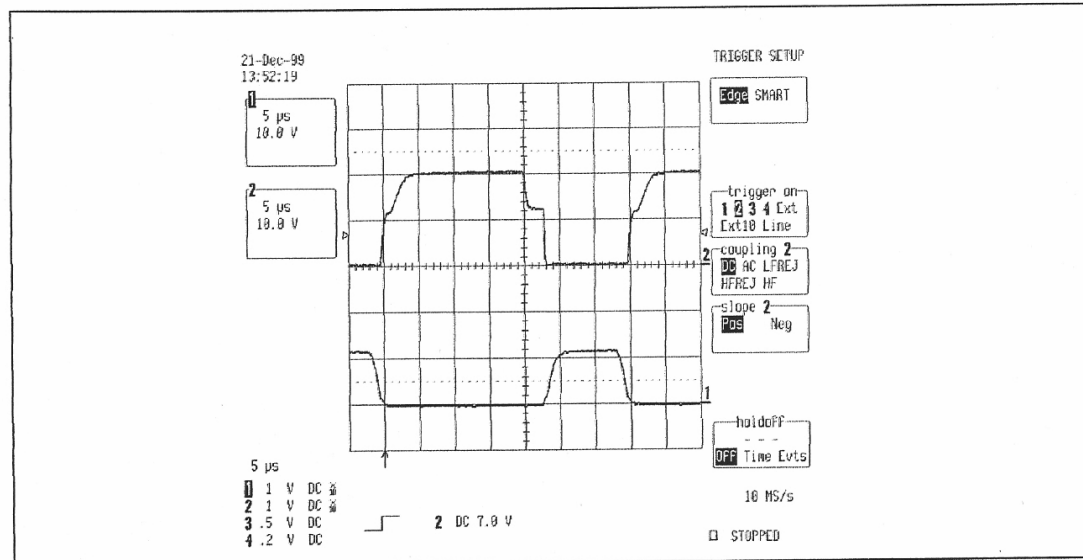 21-Dec-99
13:52:19
1
5 µs
10.0 V
2
5 µs
10.0 V
TRIGGER SETUP
Edge SMART
trigger on
1 2 3 4 Ext
Ext10 Line
2
coupling 2
DC AC LFREJ
HFREJ HF
slope 2
Pos Neg
1
holdoff
- - -
Off Time Evts
5 µs
1 1 V DC
2 1 V DC
3 .5 V DC
4 .2 V DC
2 DC 7.0 V
10 MS/s
STOPPED